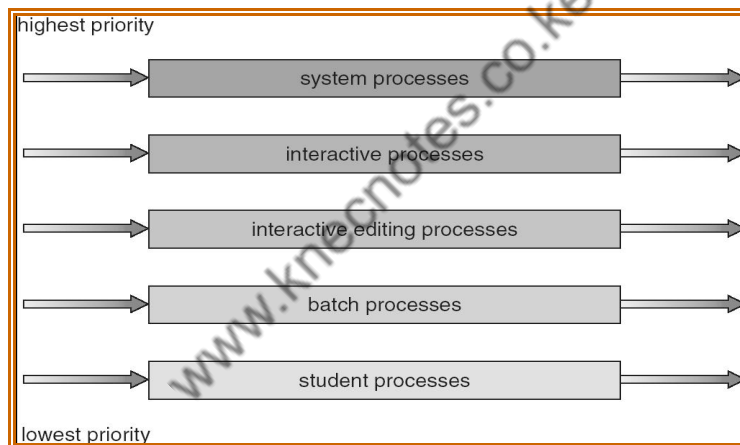 highest priority
system processes
interactive processes
interactive editing processes
batch processes
student processes
lowest priority
www.knecnotes.co.ke